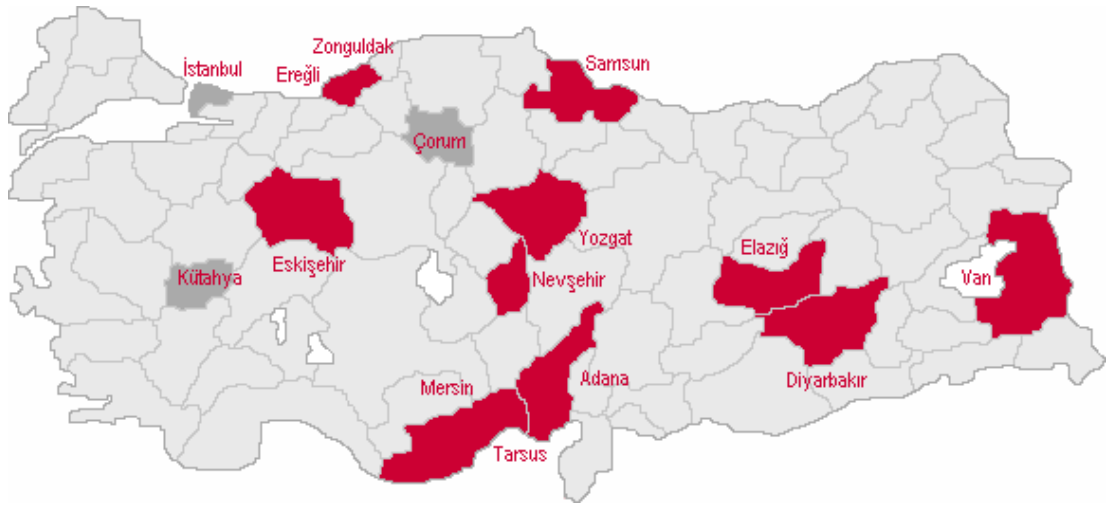 Zonguldak
İstanbul
Ereğli
Samsun
Çorum
Yozgat
Elazığ
Eskişehir
Kütahya
Nevşehir
Van
Mersin
Adana
Diyarbakır
Tarsus